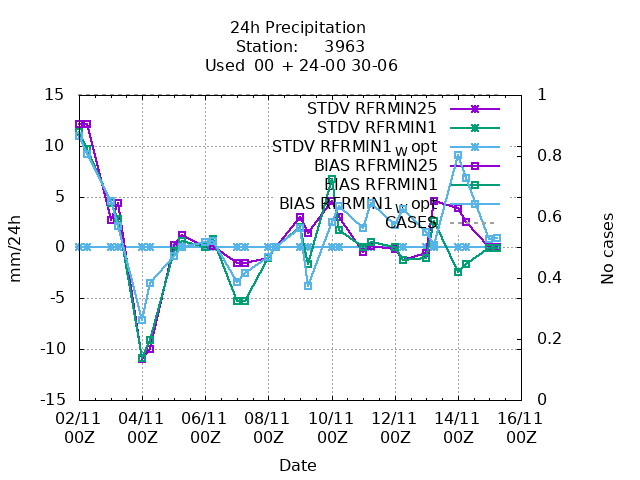 24h Precipitation
Station: 3963
Used 00 + 24-00 30-06
15
10
5
0
-5
-10
-15
1
0.8
0.6
0.4
0.2
0
mm/24h
No cases
STDV RFRMIN25
STDV RFRMIN1
STDV RFRMIN1w opt
BIAS RFRMIN25
BIAS RFRMIN1
BIAS RFRMIN1w opt
CASES
02/11 04/11 06/11 08/11 10/11 12/11 14/11 16/11
00Z 00Z 00Z 00Z 00Z 00Z 00Z 00Z
Date